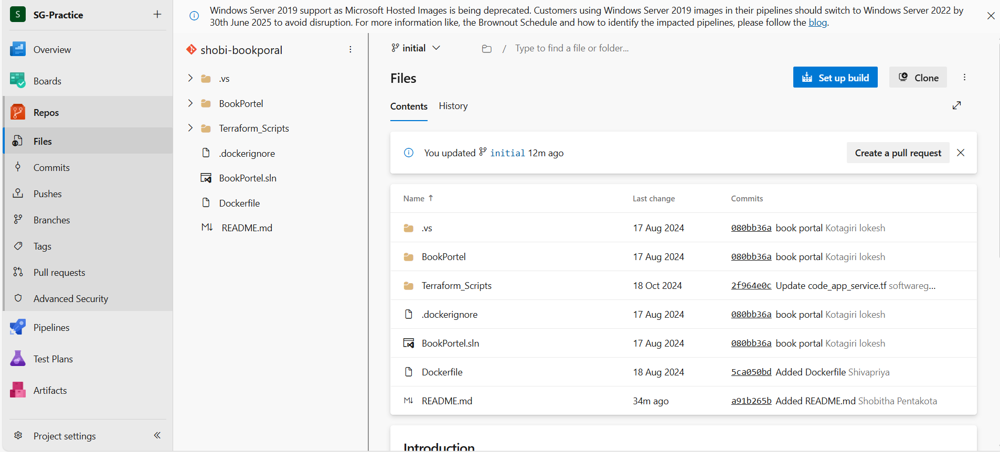 S SG-Practice
Overview
Boards
Repos
Files
Commits
Pushes
Branches
Tags
Pull requests
Advanced Security
Pipelines
Test Plans
Artifacts
Project settings
Windows Server 2019 support as Microsoft Hosted Images is being deprecated. Customers using Windows Server 2019 images in their pipelines should switch to Windows Server 2022 by
30th June 2025 to avoid disruption. For more information like, the Brownout Schedule and how to identify the impacted pipelines, please follow the blog.
shobi-bookporal
.vs
BookPortel
Terraform_Scripts
.dockerignore
BookPortel.sln
Dockerfile
M↓ README.md
initial / Type to find a file or folder...
Files
Set up build
Clone
Contents History
You updated initial 12m ago
Create a pull request
Name ↑ Last change Commits
.vs 17 Aug 2024 080bb36a book portal Kotagiri lokesh
BookPortel 17 Aug 2024 080bb36a book portal Kotagiri lokesh
Terraform_Scripts 18 Oct 2024 2f964e0c Update code_app_service.tf softwareg...
.dockerignore 17 Aug 2024 080bb36a book portal Kotagiri lokesh
BookPortel.sln 17 Aug 2024 080bb36a book portal Kotagiri lokesh
Dockerfile 18 Aug 2024 5ca050bd Added Dockerfile Shivapriya
M↓ README.md 34m ago a91b265b Added README.md Shobitha Pentakota
Introduction